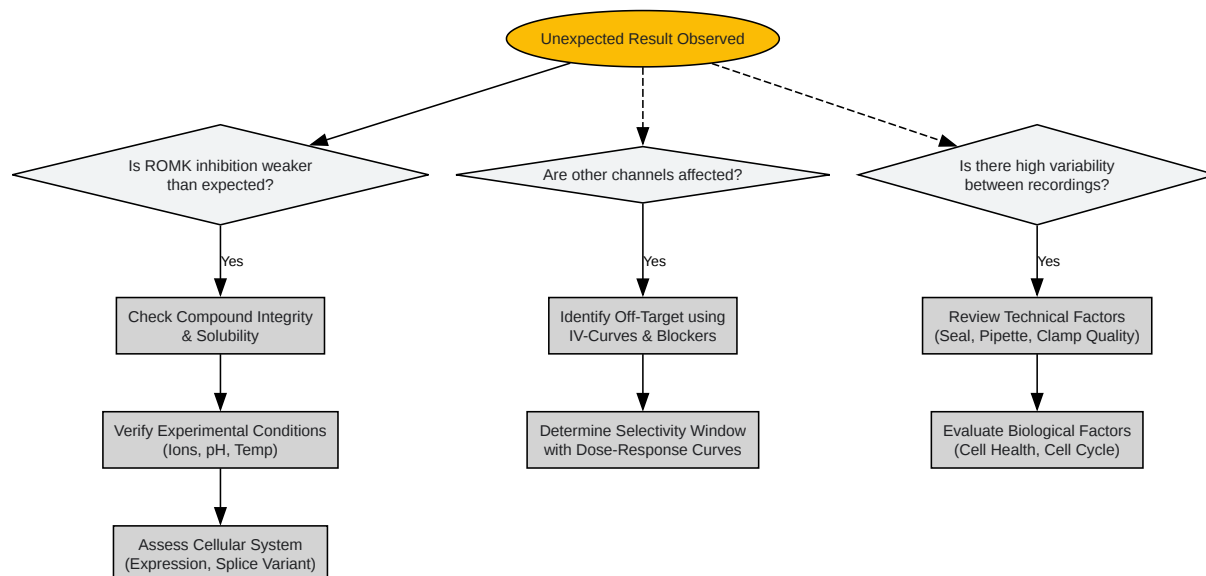 Unexpected Result Observed
Is ROMK inhibition weaker
than expected?
Are other channels affected?
Is there high variability
between recordings?
Yes
Yes
Yes
Check Compound Integrity
& Solubility
Identify Off-Target using
IV-Curves & Blockers
Review Technical Factors
(Seal, Pipette, Clamp Quality)
Verify Experimental Conditions
(Ions, pH, Temp)
Determine Selectivity Window
with Dose-Response Curves
Evaluate Biological Factors
(Cell Health, Cell Cycle)
Assess Cellular System
(Expression, Splice Variant)